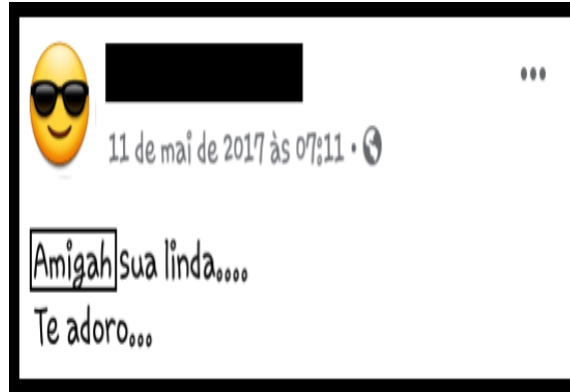 11 de mai de 2017 às 07:11 •
Amigah sua linda....
Te adoro...